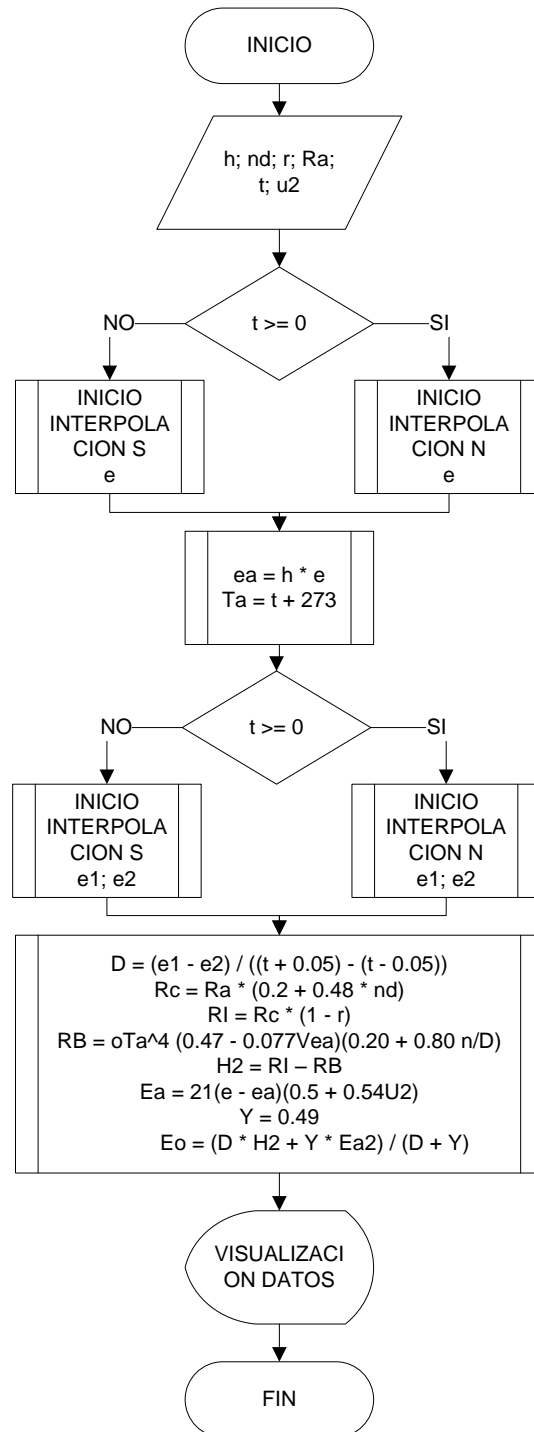 INICIO
h; nd; r; Ra;
t; u2
t >= 0
NO
SI
INICIO
INTERPOLA
CION S
e
INICIO
INTERPOLA
CION N
e
ea = h * e
Ta = t + 273
t >= 0
NO
SI
INICIO
INTERPOLA
CION S
e1; e2
INICIO
INTERPOLA
CION N
e1; e2
D = (e1 - e2) / ((t + 0.05) - (t - 0.05))
Rc = Ra * (0.2 + 0.48 * nd)
RI = Rc * (1 - r)
RB = oTa^4 (0.47 - 0.077Vea)(0.20 + 0.80 n/D)
H2 = RI – RB
Ea = 21(e - ea)(0.5 + 0.54U2)
Y = 0.49
Eo = (D * H2 + Y * Ea2) / (D + Y)
VISUALIZACI
ON DATOS
FIN